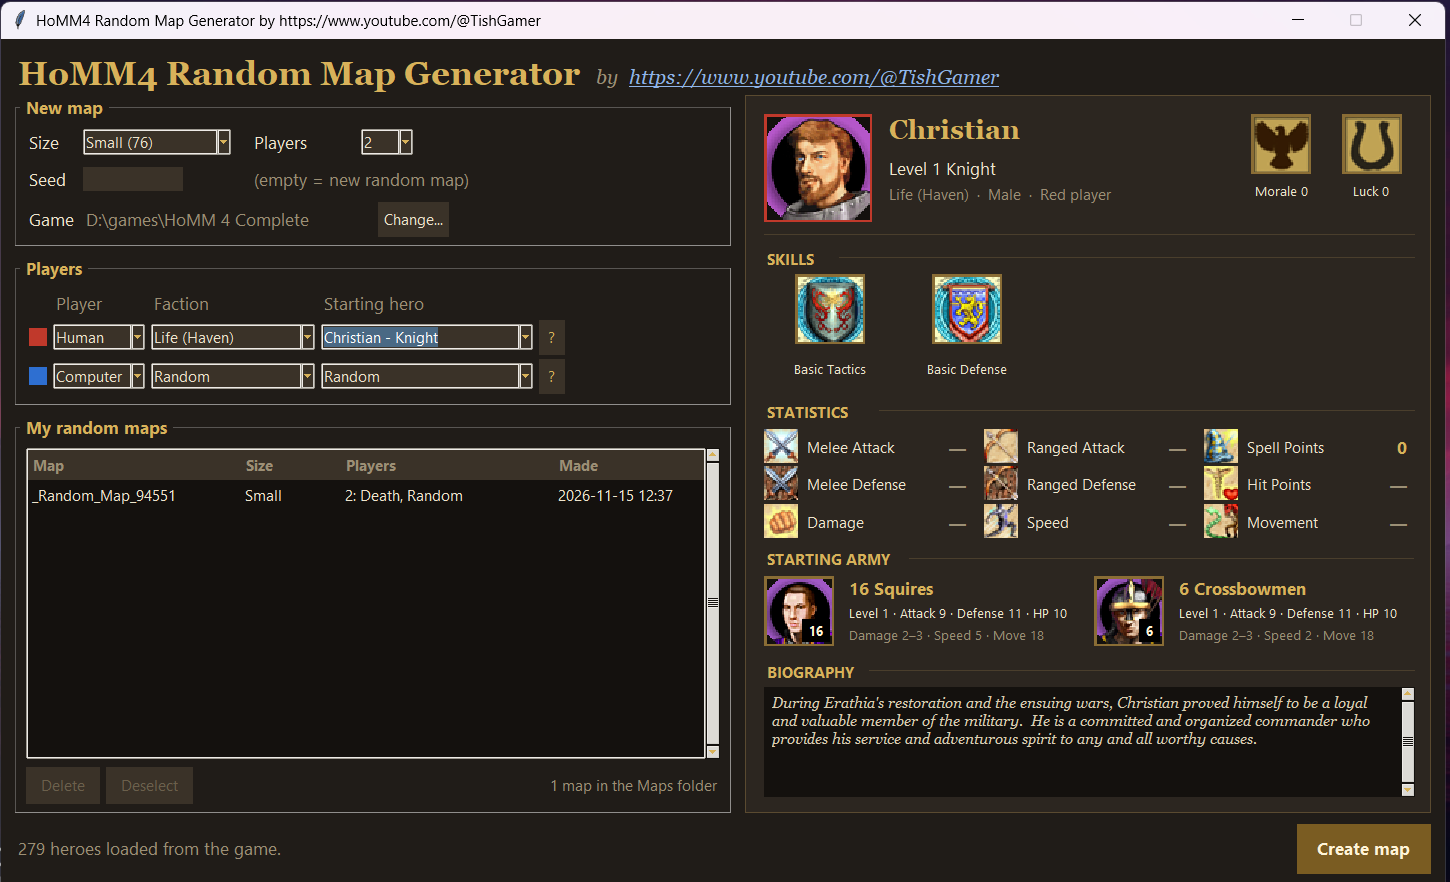 HoMM4 Random Map Generator by https://www.youtube.com/@TishGamer
HoMM4 Random Map Generator by https://www.youtube.com/@TishGamer
New map
Size Small (76) Players 2
Seed (empty = new random map)
Game D:\games\HoMM 4 Complete Change...
Players
Player Faction Starting hero
Human Life (Haven) Christian - Knight ?
Computer Random Random ?
My random maps
Map Size Players Made
_Random_Map_94551 Small 2: Death, Random 2026-11-15 12:37
Delete Deselect 1 map in the Maps folder
279 heroes loaded from the game.
Christian
Level 1 Knight
Life (Haven) · Male · Red player
Morale 0 Luck 0
SKILLS
Basic Tactics Basic Defense
STATISTICS
Melee Attack — Ranged Attack — Spell Points 0
Melee Defense — Ranged Defense — Hit Points —
Damage — Speed — Movement —
STARTING ARMY
16 16 Squires
Level 1 · Attack 9 · Defense 11 · HP 10
Damage 2–3 · Speed 5 · Move 18
6 6 Crossbowmen
Level 1 · Attack 9 · Defense 11 · HP 10
Damage 2–3 · Speed 2 · Move 18
BIOGRAPHY
During Erathia's restoration and the ensuing wars, Christian proved himself to be a loyal
and valuable member of the military.  He is a committed and organized commander who
provides his service and adventurous spirit to any and all worthy causes.
Create map